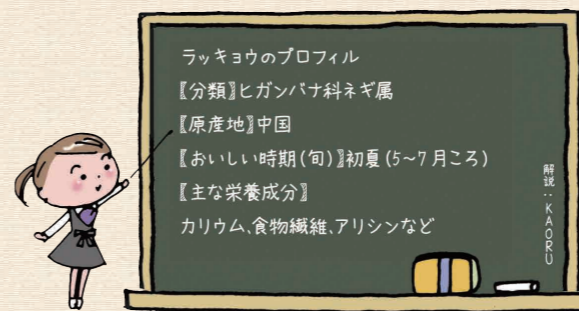 ラッキョウのプロフィル
〖分類〗ヒガンバナ科ネギ属
〖原産地〗中国
〖おいしい時期(旬)〗初夏(5~7月ころ)
〖主な栄養成分〗
カリウム、食物繊維、アリシンなど
解説:KAORU